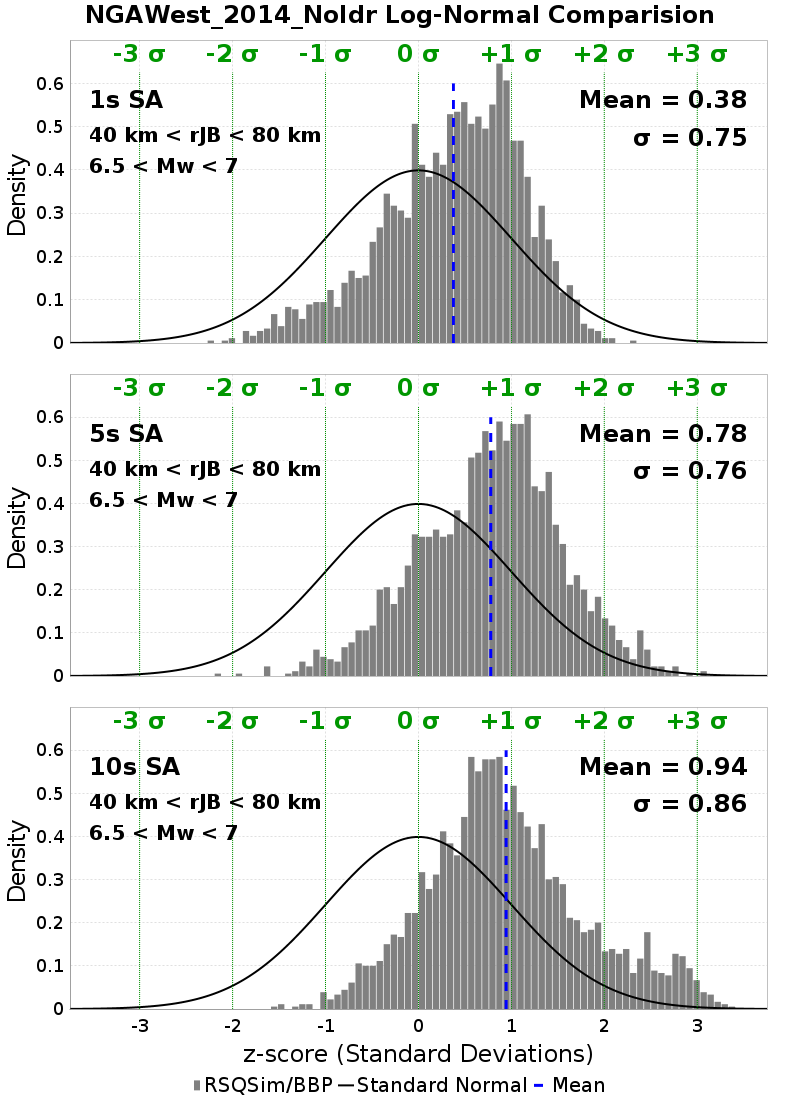 NGAWest_2014_NoIdr Log-Normal Comparision
-3 σ -2 σ -1 σ 0 σ +1 σ +2 σ +3 σ
1s SA
Mean = 0.38
40 km < rJB < 80 km
σ = 0.75
6.5 < Mw < 7
Density
0.6
0.5
0.4
0.3
0.2
0.1
0
-3 σ -2 σ -1 σ 0 σ +1 σ +2 σ +3 σ
5s SA
Mean = 0.78
40 km < rJB < 80 km
σ = 0.76
6.5 < Mw < 7
Density
0.6
0.5
0.4
0.3
0.2
0.1
0
-3 σ -2 σ -1 σ 0 σ +1 σ +2 σ +3 σ
10s SA
Mean = 0.94
40 km < rJB < 80 km
σ = 0.86
6.5 < Mw < 7
Density
0.6
0.5
0.4
0.3
0.2
0.1
0
-3 -2 -1 0 1 2 3
z-score (Standard Deviations)
RSQSim/BBP Standard Normal Mean